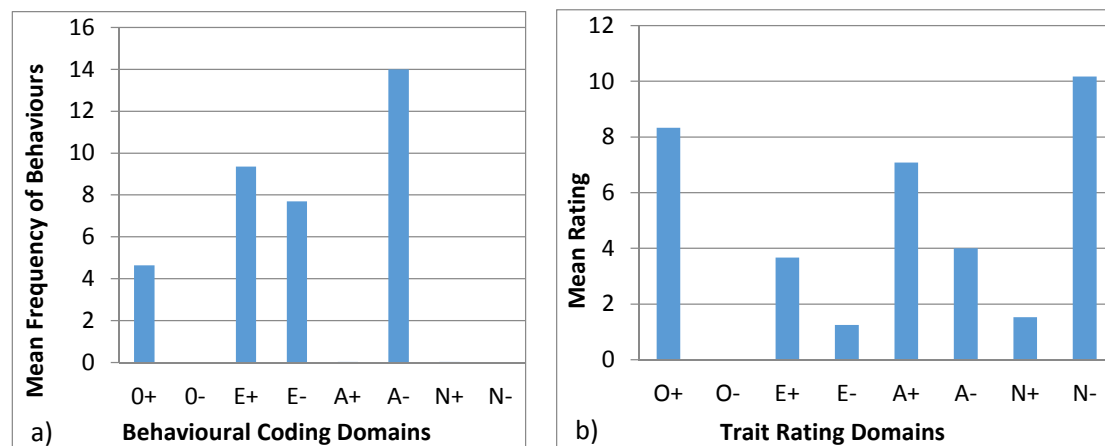 16
14
12
10
8
6
4
2
0
Mean Frequency of Behaviours
0+ 0- E+ E- A+ A- N+ N-
a) Behavioural Coding Domains
12
10
8
6
4
2
0
Mean Rating
O+ O- E+ E- A+ A- N+ N-
b) Trait Rating Domains